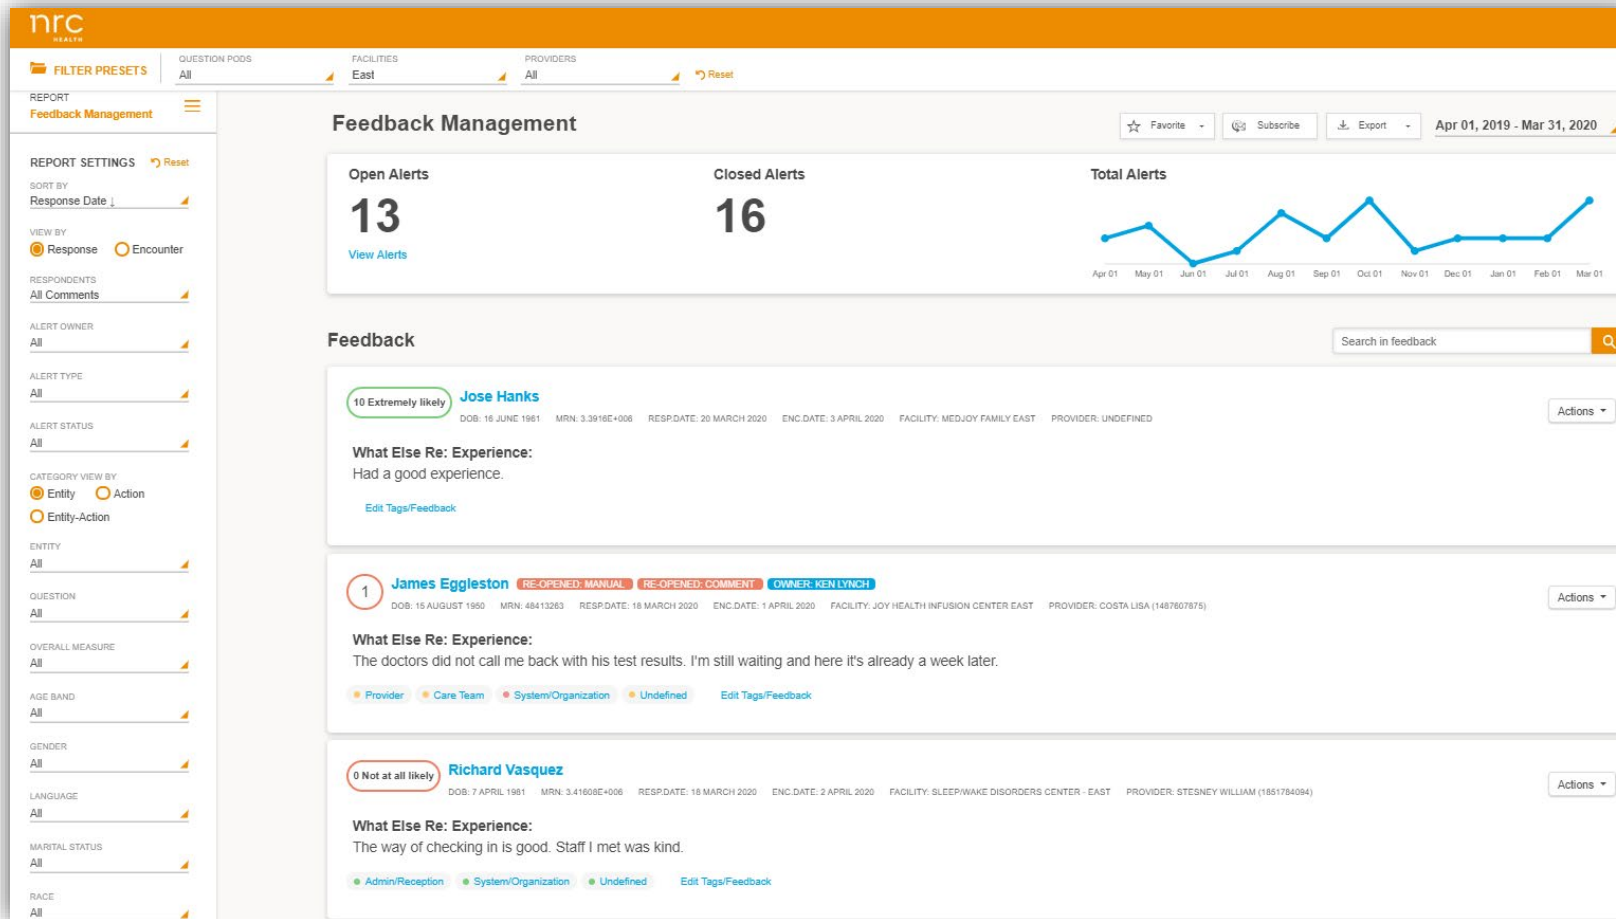 nrc
HEALTH
FILTER PRESETS
QUESTION PODS
All
FACILITIES
East
PROVIDERS
All
Reset
REPORT
Feedback Management
REPORT SETTINGS
Reset
SORT BY
Response Date ↓
VIEW BY
Response
Encounter
RESPONDENTS
All Comments
ALERT OWNER
All
ALERT TYPE
All
ALERT STATUS
All
CATEGORY VIEW BY
Entity
Action
Entity-Action
ENTITY
All
QUESTION
All
OVERALL MEASURE
All
AGE BAND
All
GENDER
All
LANGUAGE
All
MARITAL STATUS
All
RACE
All
Feedback Management
Favorite
Subscribe
Export
Apr 01, 2019 - Mar 31, 2020
Open Alerts
13
View Alerts
Closed Alerts
16
Total Alerts
Apr 01 May 01 Jun 01 Jul 01 Aug 01 Sep 01 Oct 01 Nov 01 Dec 01 Jan 01 Feb 01 Mar 01
Feedback
Search in feedback
10 Extremely likely
Jose Hanks
DOB: 16 JUNE 1961 MRN: 3.3916E+006 RESP.DATE: 20 MARCH 2020 ENC.DATE: 3 APRIL 2020 FACILITY: MEDJOY FAMILY EAST PROVIDER: UNDEFINED
Actions
What Else Re: Experience:
Had a good experience.
Edit Tags/Feedback
1
James Eggleston RE-OPENED: MANUAL RE-OPENED: COMMENT OWNER: KEN LYNCH
DOB: 15 AUGUST 1950 MRN: 48413263 RESP.DATE: 18 MARCH 2020 ENC.DATE: 1 APRIL 2020 FACILITY: JOY HEALTH INFUSION CENTER EAST PROVIDER: COSTA LISA (1487607875)
Actions
What Else Re: Experience:
The doctors did not call me back with his test results. I'm still waiting and here it's already a week later.
Provider Care Team System/Organization Undefined Edit Tags/Feedback
0 Not at all likely
Richard Vasquez
DOB: 7 APRIL 1981 MRN: 3.41608E+006 RESP.DATE: 18 MARCH 2020 ENC.DATE: 2 APRIL 2020 FACILITY: SLEEP/WAKE DISORDERS CENTER - EAST PROVIDER: STESNEY WILLIAM (1851784094)
Actions
What Else Re: Experience:
The way of checking in is good. Staff I met was kind.
Admin/Reception System/Organization Undefined Edit Tags/Feedback